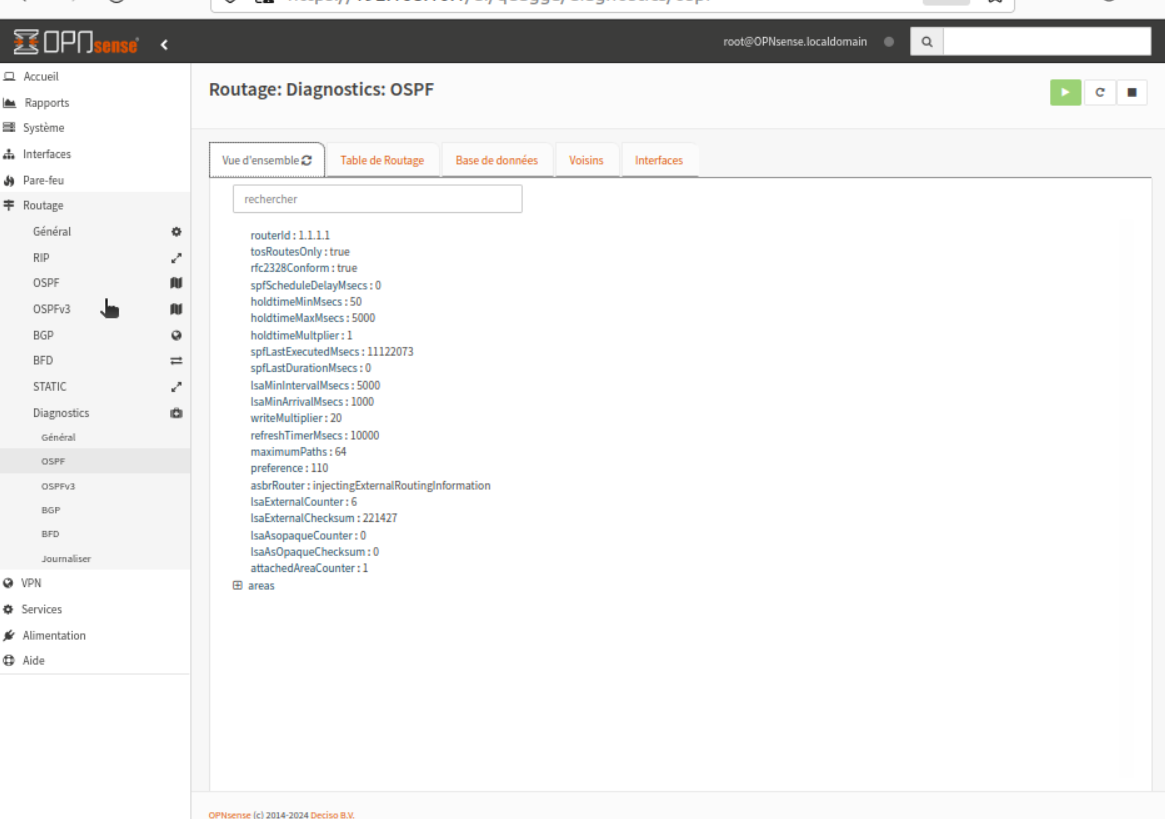 OPNsense
root@OPNsense.localdomain
Accueil
Rapports
Système
Interfaces
Pare-feu
Routage
Général
RIP
OSPF
OSPFv3
BGP
BFD
STATIC
Diagnostics
Général
OSPF
OSPFv3
BGP
BFD
Journaliser
VPN
Services
Alimentation
Aide
Routage: Diagnostics: OSPF
Vue d'ensemble Table de Routage Base de données Voisins Interfaces
rechercher
routerId : 1.1.1.1
tosRoutesOnly : true
rfc2328Conform : true
spfScheduleDelayMsecs : 0
holdtimeMinMsecs : 50
holdtimeMaxMsecs : 5000
holdtimeMultplier : 1
spfLastExecutedMsecs : 11122073
spfLastDurationMsecs : 0
lsaMinIntervalMsecs : 5000
lsaMinArrivalMsecs : 1000
writeMultiplier : 20
refreshTimerMsecs : 10000
maximumPaths : 64
preference : 110
asbrRouter : injectingExternalRoutingInformation
lsaExternalCounter : 6
lsaExternalChecksum : 221427
lsaAsopaqueCounter : 0
lsaAsOpaqueChecksum : 0
attachedAreaCounter : 1
areas
OPNsense (c) 2014-2024 Deciso B.V.